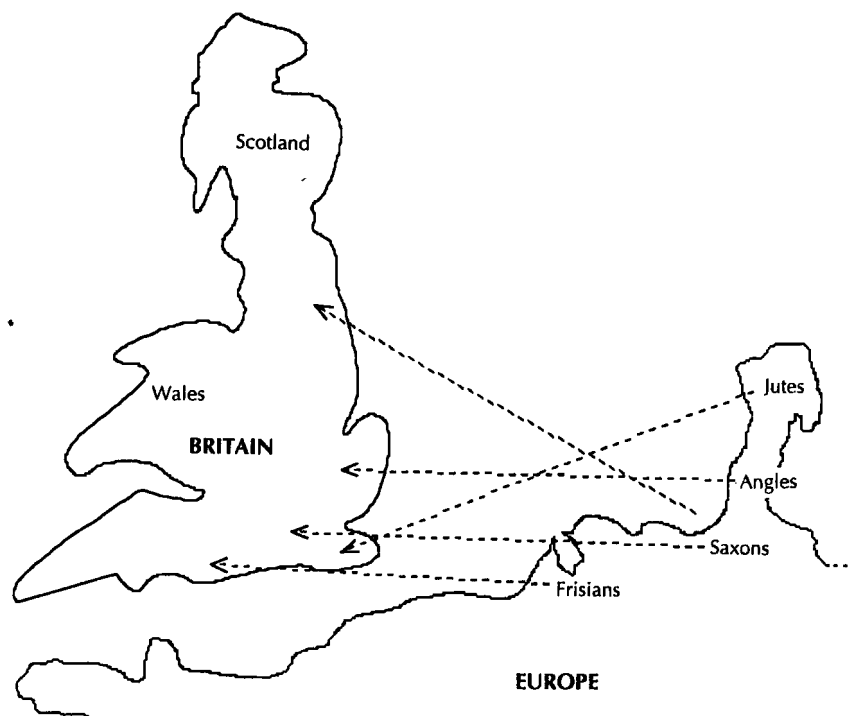 Scotland
Jutes
Wales
BRITAIN
Angles
Saxons
Frisians
EUROPE